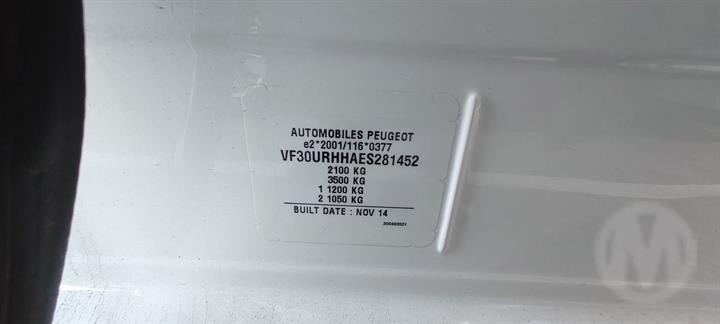 AUTOMOBILES PEUGEOT
e2*2001/116*0377
VF30URHHAES281452
2100 KG
3500 KG
1 1200 KG
2 1050 KG
BUILT DATE : NOV 14
M